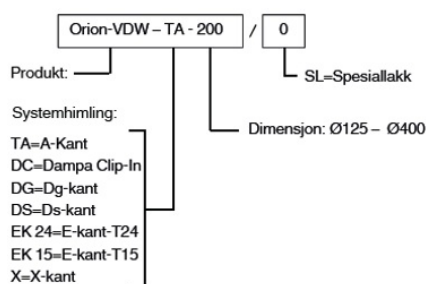 Orion-VDW – TA - 200 / 0
Produkt:
SL=Spesiallakk
Systemhimling:
Dimensjon: Ø125 – Ø400
TA=A-Kant
DC=Dampa Clip-In
DG=Dg-kant
DS=Ds-kant
EK 24=E-kant-T24
EK 15=E-kant-T15
X=X-kant